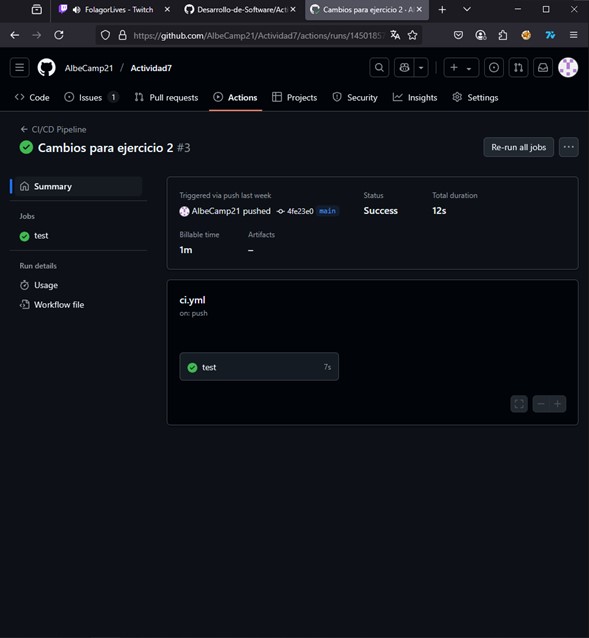 FolagorLives - Twitch
Desarrollo-de-Software/Act
Cambios para ejercicio 2 · Al
https://github.com/AlbeCamp21/Actividad7/actions/runs/1450185
AlbeCamp21 / Actividad7
Code
Issues 1
Pull requests
Actions
Projects
Security
Insights
Settings
CI/CD Pipeline
Cambios para ejercicio 2 #3
Re-run all jobs
Summary
Jobs
test
Run details
Usage
Workflow file
Triggered via push last week
AlbeCamp21 pushed 4fe23e0 main
Status
Success
Total duration
12s
Billable time
1m
Artifacts
–
ci.yml
on: push
test 7s